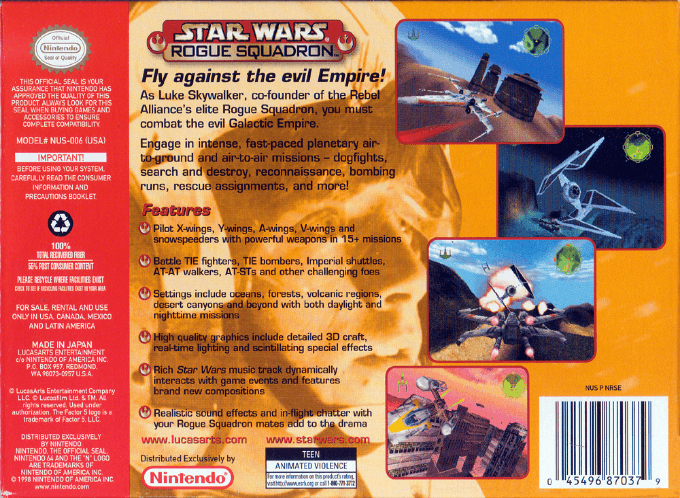 Official
Nintendo
Seal of Quality
THIS OFFICIAL SEAL IS YOUR
ASSURANCE THAT NINTENDO HAS
APPROVED THE QUALITY OF THIS
PRODUCT. ALWAYS LOOK FOR THIS
SEAL WHEN BUYING GAMES AND
ACCESSORIES TO ENSURE
COMPLETE COMPATIBILITY.
MODEL# NUS-006 (USA)
IMPORTANT!
BEFORE USING YOUR SYSTEM,
CAREFULLY READ THE CONSUMER
INFORMATION AND
PRECAUTIONS BOOKLET.
100%
TOTAL RECOVERED FIBER
PLEASE RECYCLE WHERE FACILITIES EXIST
FOR SALE, RENTAL AND USE
ONLY IN USA, CANADA, MEXICO
AND LATIN AMERICA
MADE IN JAPAN
LUCASARTS ENTERTAINMENT
c/o NINTENDO OF AMERICA INC.
P.O. BOX 957, REDMOND,
WA 98073-0957 U.S.A.
© LucasArts Entertainment Company
LLC. © Lucasfilm Ltd. & TM. All
rights reserved. Used under
authorization. The Factor 5 logo is a
trademark of Factor 5, LLC.
DISTRIBUTED EXCLUSIVELY
BY NINTENDO
NINTENDO, THE OFFICIAL SEAL,
NINTENDO 64 AND THE "N" LOGO
ARE TRADEMARKS OF
NINTENDO OF AMERICA INC.
© 1998 NINTENDO OF AMERICA INC.
www.nintendo.com
STAR WARS
ROGUE SQUADRON™
Fly against the evil Empire!
As Luke Skywalker, co-founder of the Rebel
Alliance's elite Rogue Squadron, you must
combat the evil Galactic Empire.
Engage in intense, fast-paced planetary air-
to-ground and air-to-air missions – dogfights,
search and destroy, reconnaissance, bombing
runs, rescue assignments, and more!
Features
Pilot X-wings, Y-wings, A-wings, V-wings and
snowspeeders with powerful weapons in 15+ missions
Battle TIE fighters, TIE bombers, Imperial shuttles,
AT-AT walkers, AT-STs and other challenging foes
Settings include oceans, forests, volcanic regions,
desert canyons and beyond with both daylight and
nighttime missions
High quality graphics include detailed 3D craft,
real-time lighting and scintillating special effects
Rich Star Wars music track dynamically
interacts with game events and features
brand new compositions
Realistic sound effects and in-flight chatter with
your Rogue Squadron mates add to the drama
www.lucasarts.com www.starwars.com
Distributed Exclusively by
Nintendo®
TEEN
ANIMATED VIOLENCE
For more information on this product's rating,
NUS P NRSE
0 45496 87037 9